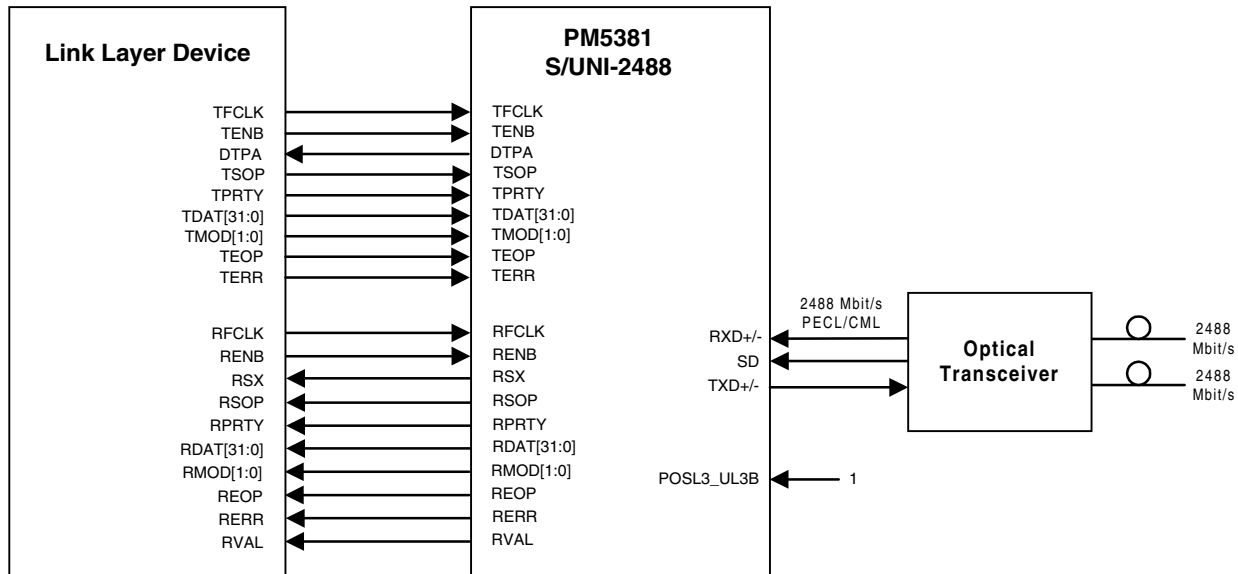 Link Layer Device
TFCLK
TENB
DTPA
TSOP
TPRTY
TDAT[31:0]
TMOD[1:0]
TEOP
TERR
RFCLK
RENB
RSX
RSOP
RPRTY
RDAT[31:0]
RMOD[1:0]
REOP
RERR
RVAL
PM5381
S/UNI-2488
TFCLK
TENB
DTPA
TSOP
TPRTY
TDAT[31:0]
TMOD[1:0]
TEOP
TERR
RFCLK
RENB
RSX
RSOP
RPRTY
RDAT[31:0]
RMOD[1:0]
REOP
RERR
RVAL
RXD+/-
SD
TXD+/-
POSL3_UL3B
1
2488 Mbit/s
PECL/CML
Optical
Transceiver
2488
Mbit/s
2488
Mbit/s